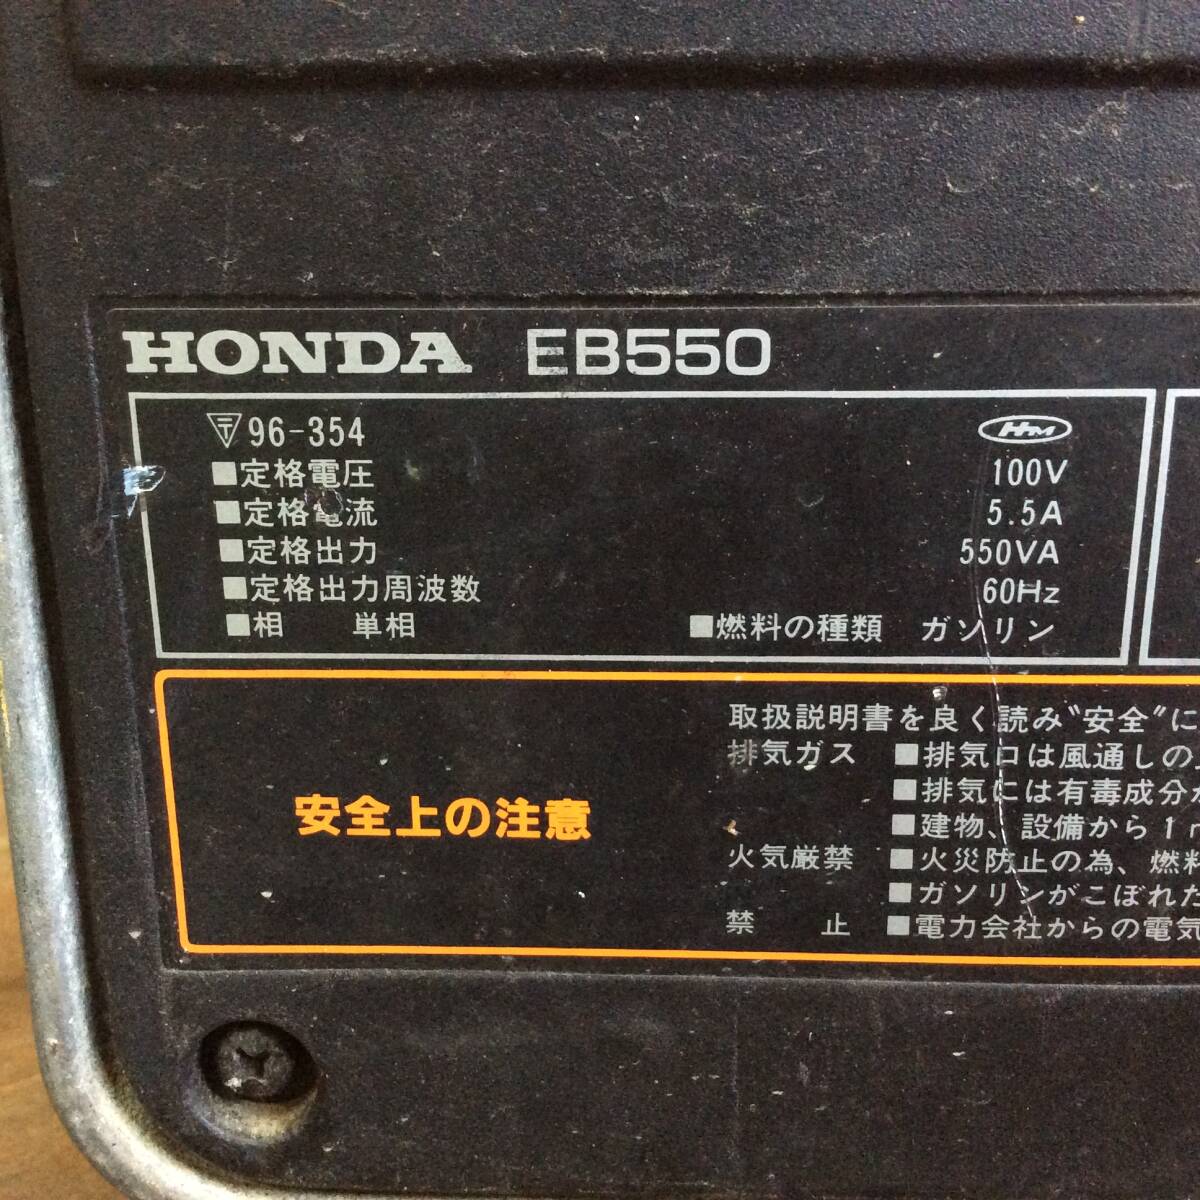 HONDA EB550
〒96-354 HM
■定格電圧 100V
■定格電流 5.5A
■定格出力 550VA
■定格出力周波数 60Hz
■相 単相 ■燃料の種類 ガソリン
安全上の注意
取扱説明書を良く読み"安全"に
排気ガス ■排気口は風通しの
■排気には有毒成分
■建物、設備から1
火気厳禁 ■火災防止の為、燃料
■ガソリンがこぼれた
禁止 ■電力会社からの電気